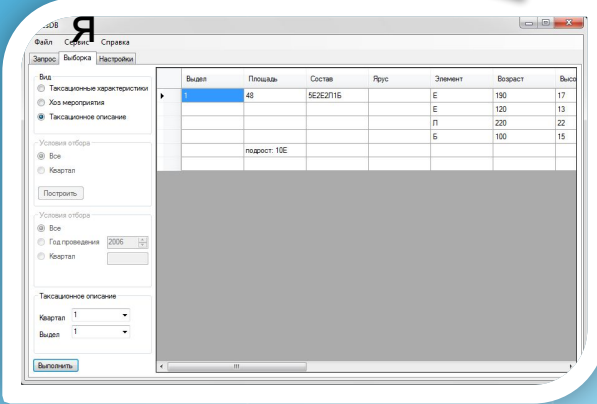 я
Файл Сервис Справка
Запрос Выборка Настройки
Вид
Таксационные характеристики
Хоз мероприятия
Таксационное описание
Условия отбора
Все
Квартал
Построить
Условия отбора
Все
Год проведения 2006
Квартал
Таксационное описание
Квартал 1
Выдел 1
Выполнить
Выдел Площадь Состав Ярус Элемент Возраст Высо
1 48 5Е2Е2П1Б Е 190 17
Е 120 13
П 220 22
Б 100 15
подрост: 10Е